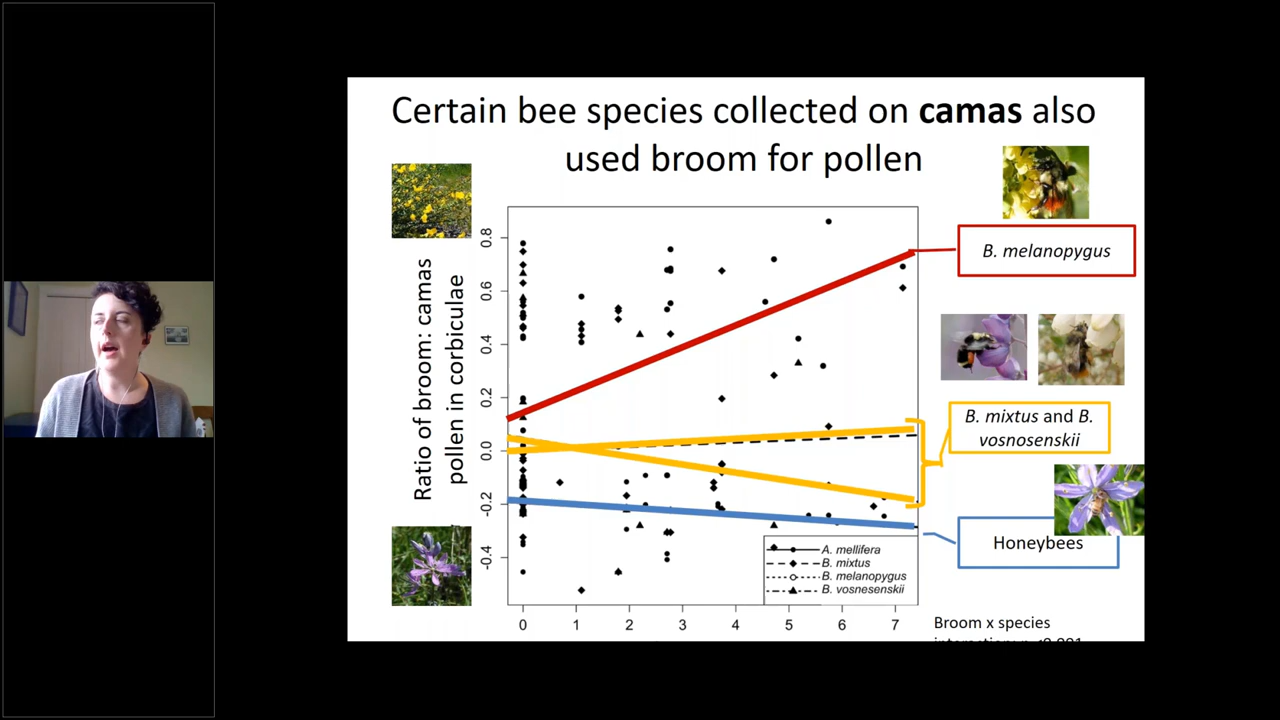 Certain bee species collected on camas also
used broom for pollen
Ratio of broom: camas
pollen in corbiculae
0.8
0.6
0.4
0.2
0.0
-0.2
-0.4
0 1 2 3 4 5 6 7
A. mellifera
B. mixtus
B. melanopygus
B. vosnesenskii
B. melanopygus
B. mixtus and B.
vosnosenskii
Honeybees
Broom x species